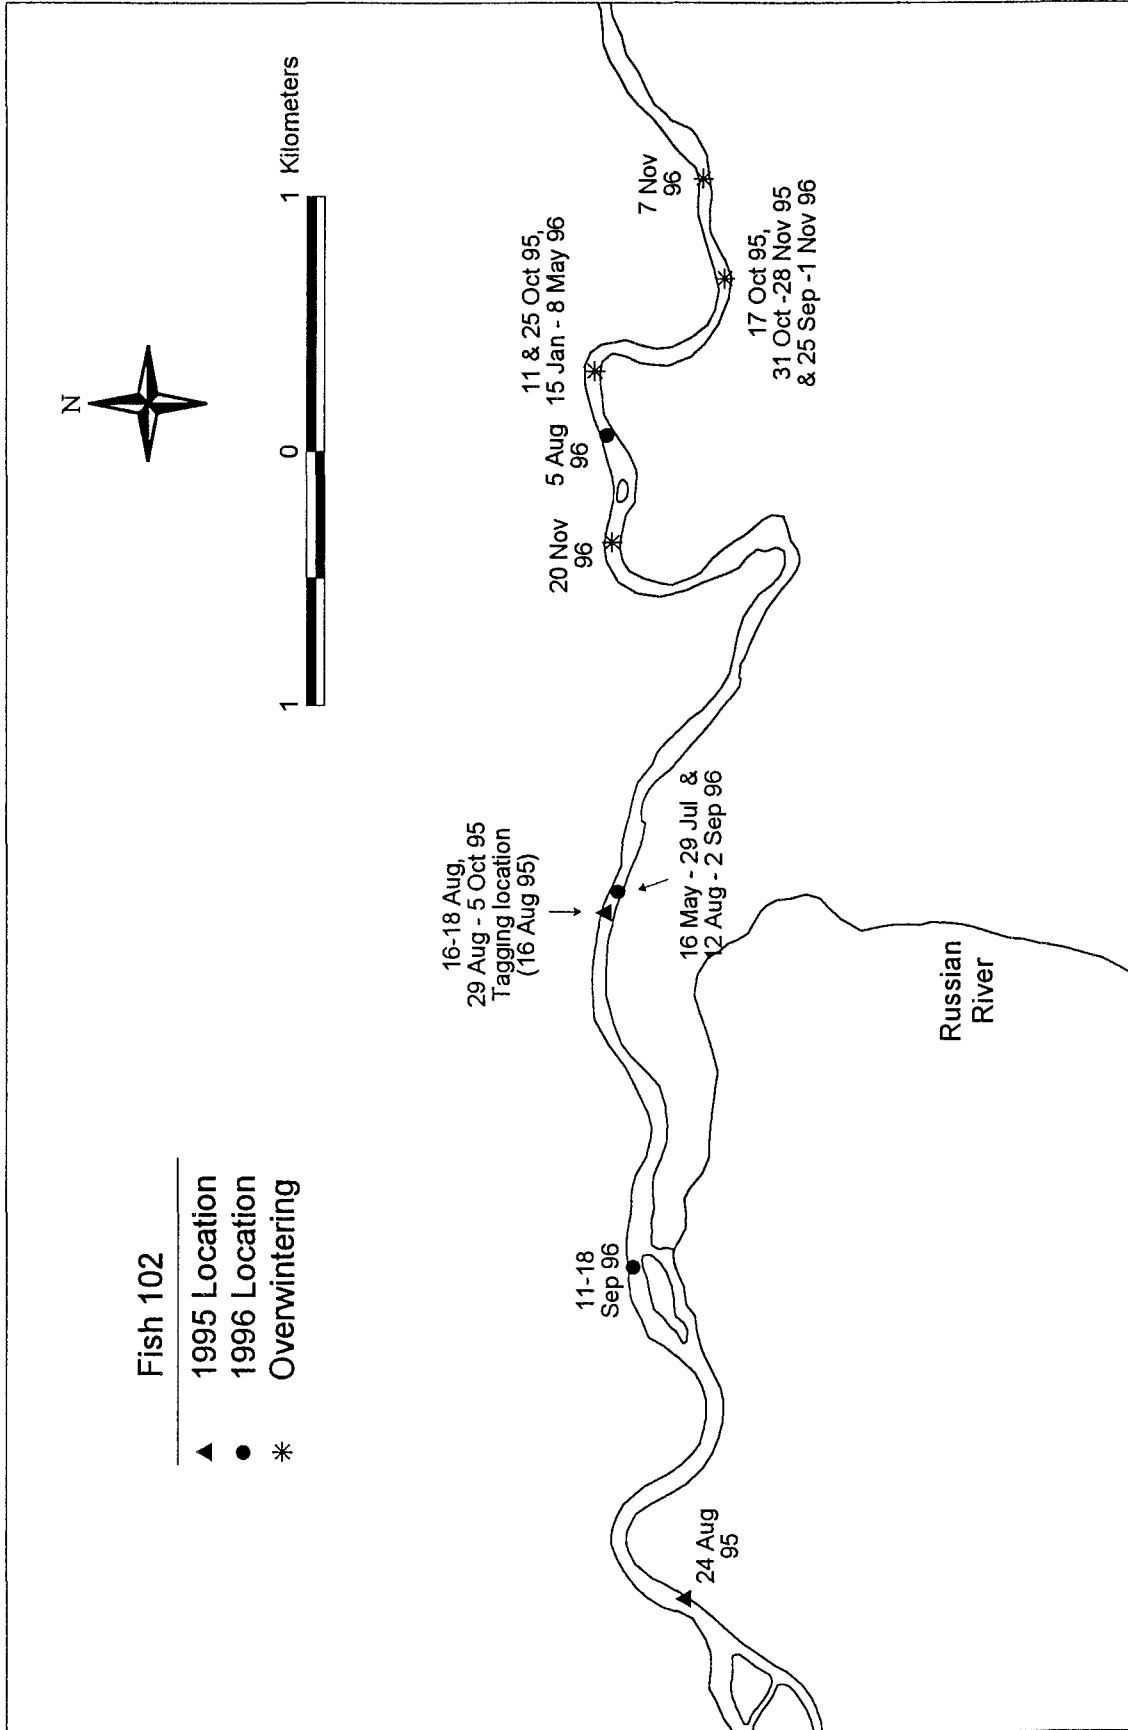 Fish 102
1995 Location
1996 Location
Overwintering
N
1
0
1 Kilometers
24 Aug
95
11-18
Sep 96
16-18 Aug,
29 Aug - 5 Oct 95
Tagging location
(16 Aug 95)
16 May - 29 Jul &
12 Aug - 2 Sep 96
Russian
River
20 Nov
96
5 Aug
96
11 & 25 Oct 95,
15 Jan - 8 May 96
17 Oct 95,
31 Oct -28 Nov 95
& 25 Sep -1 Nov 96
7 Nov
96